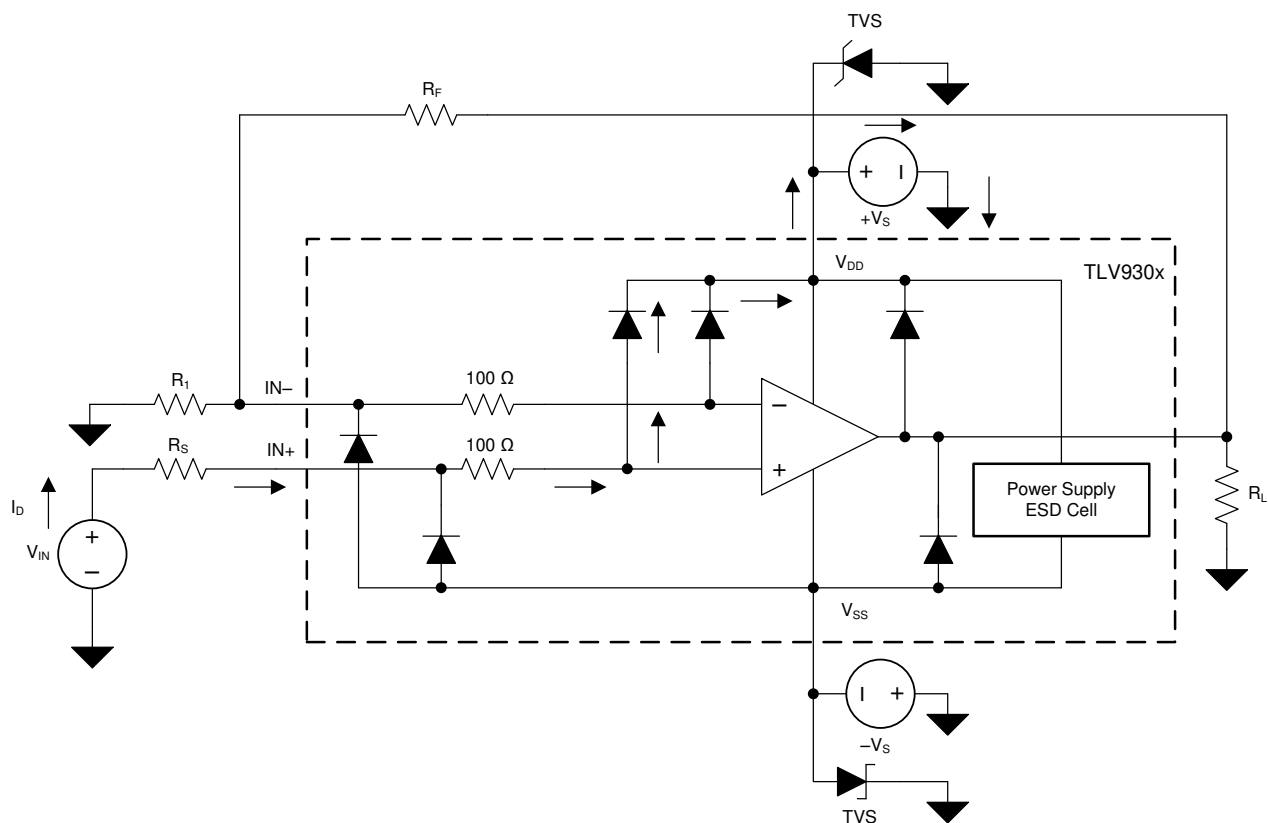 TVS
R_F
+ −
+V_S
V_DD
TLV930x
R_1
IN–
100 Ω
−
R_S
IN+
100 Ω
+
I_D
V_IN
+
–
Power Supply
ESD Cell
R_L
V_SS
− +
–V_S
TVS